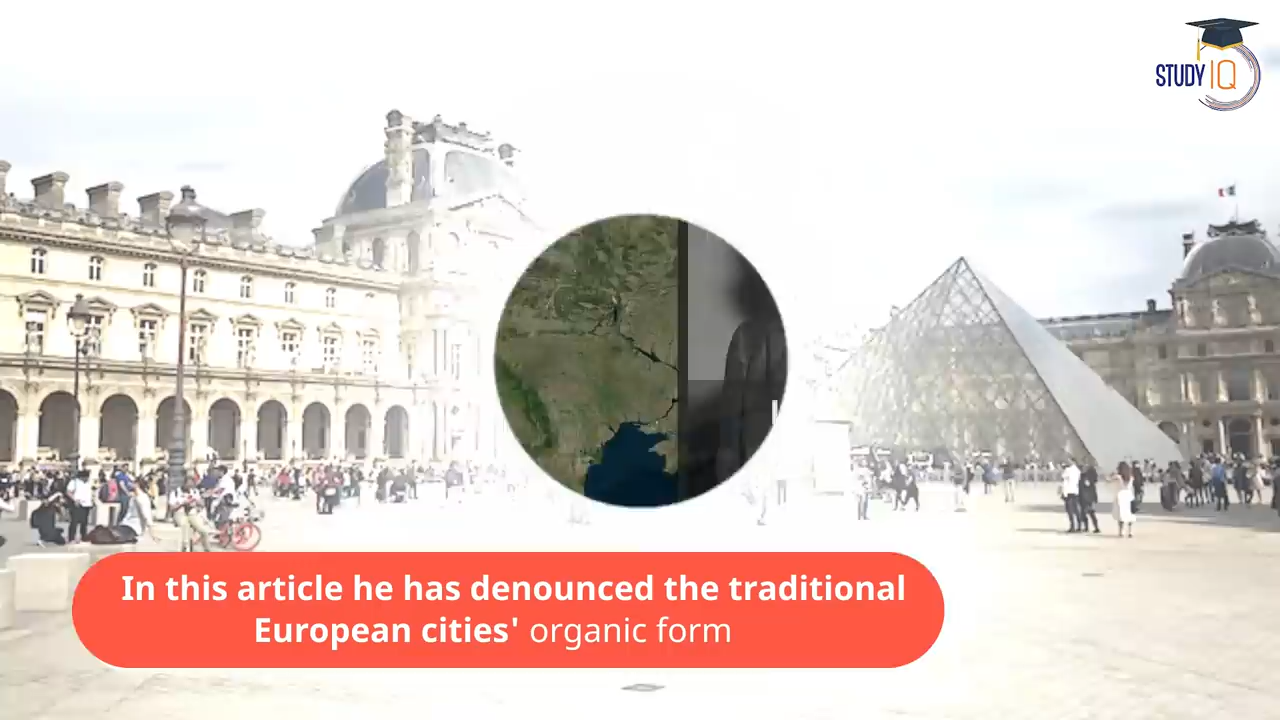 STUDY IQ
In this article he has denounced the traditional
European cities' organic form